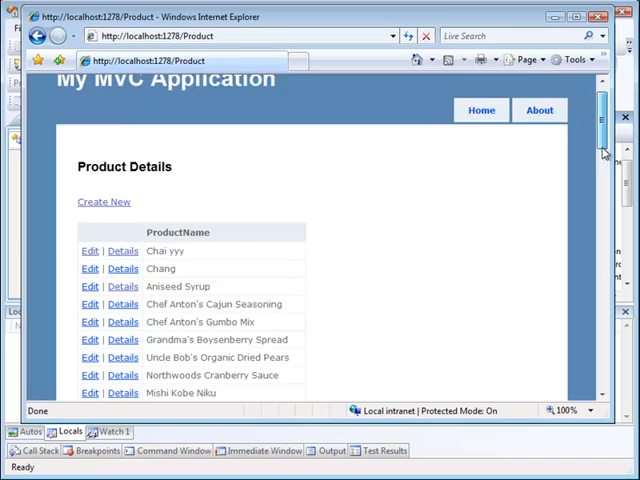 http://localhost:1278/Product - Windows Internet Explorer
http://localhost:1278/Product
Live Search
http://localhost:1278/Product
Page
Tools
My MVC Application
Home
About
Product Details
Create New
ProductName
Edit | Details Chai yyy
Edit | Details Chang
Edit | Details Aniseed Syrup
Edit | Details Chef Anton's Cajun Seasoning
Edit | Details Chef Anton's Gumbo Mix
Edit | Details Grandma's Boysenberry Spread
Edit | Details Uncle Bob's Organic Dried Pears
Edit | Details Northwoods Cranberry Sauce
Edit | Details Mishi Kobe Niku
Done
Local intranet | Protected Mode: On
100%
Autos
Locals
Watch 1
Call Stack
Breakpoints
Command Window
Immediate Window
Output
Test Results
Ready